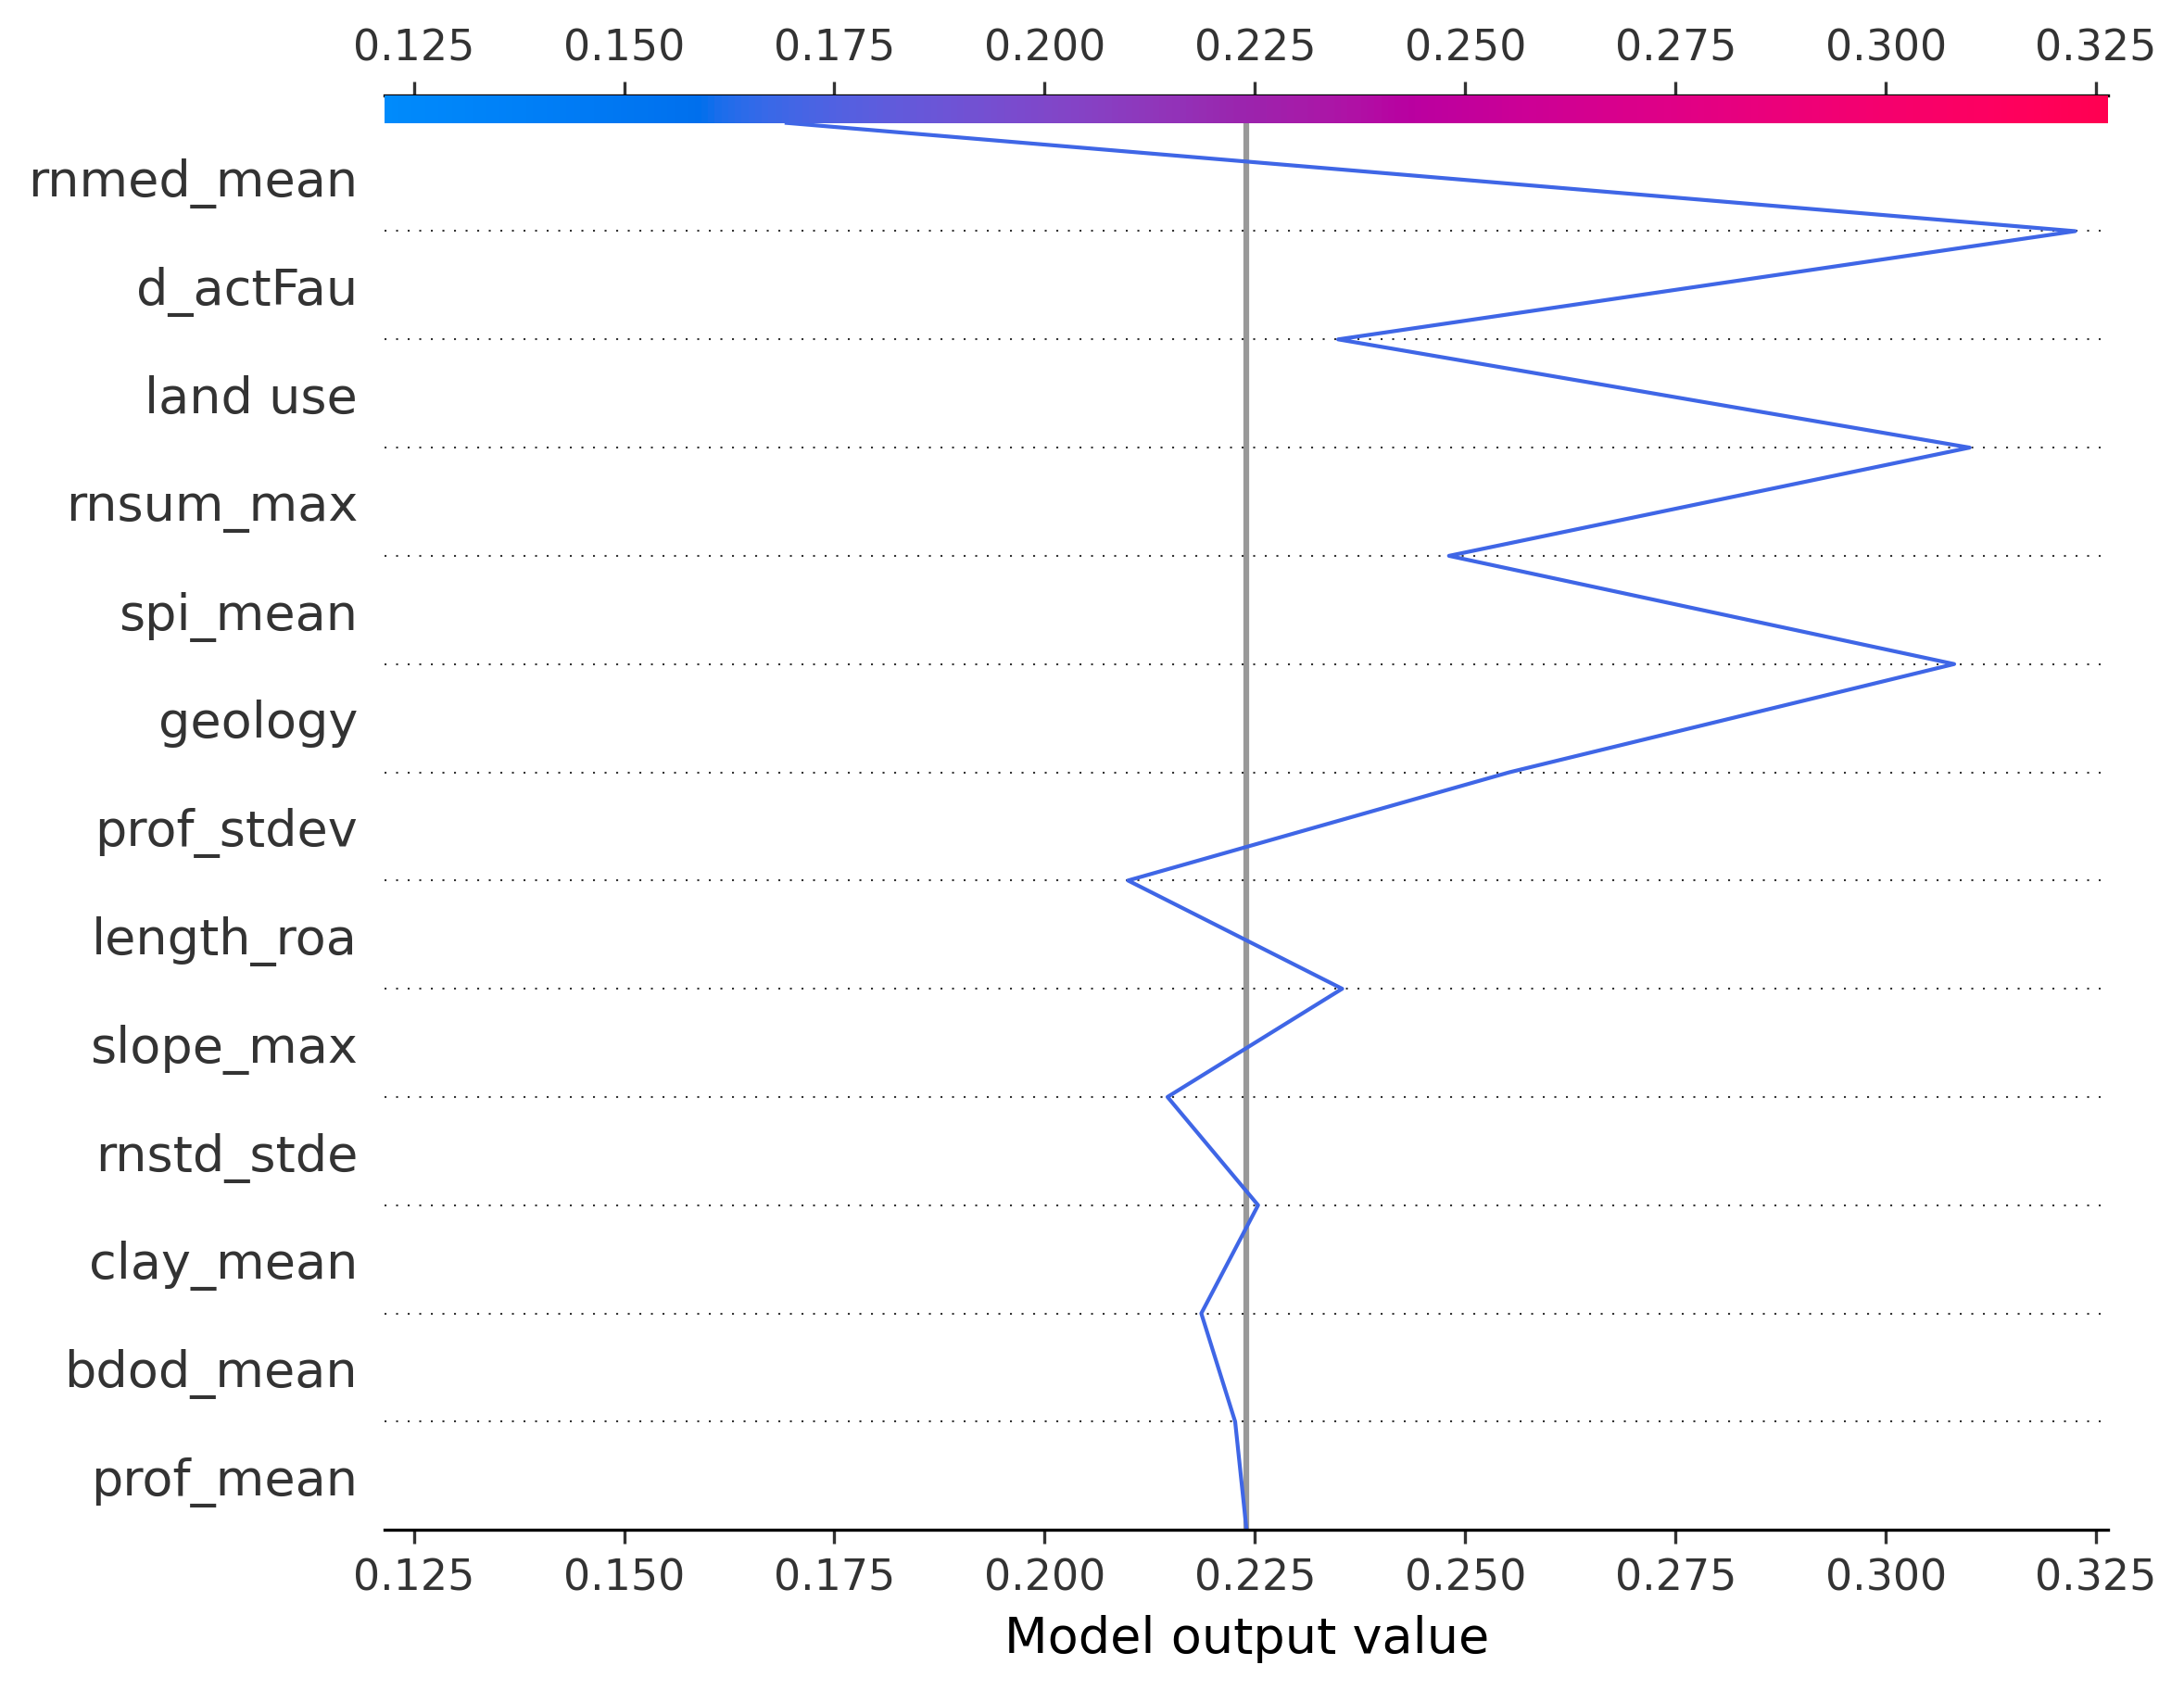 0.125 0.150 0.175 0.200 0.225 0.250 0.275 0.300 0.325
rnmed_mean
d_actFau
land use
rnsum_max
spi_mean
geology
prof_stdev
length_roa
slope_max
rnstd_stde
clay_mean
bdod_mean
prof_mean
0.125 0.150 0.175 0.200 0.225 0.250 0.275 0.300 0.325
Model output value